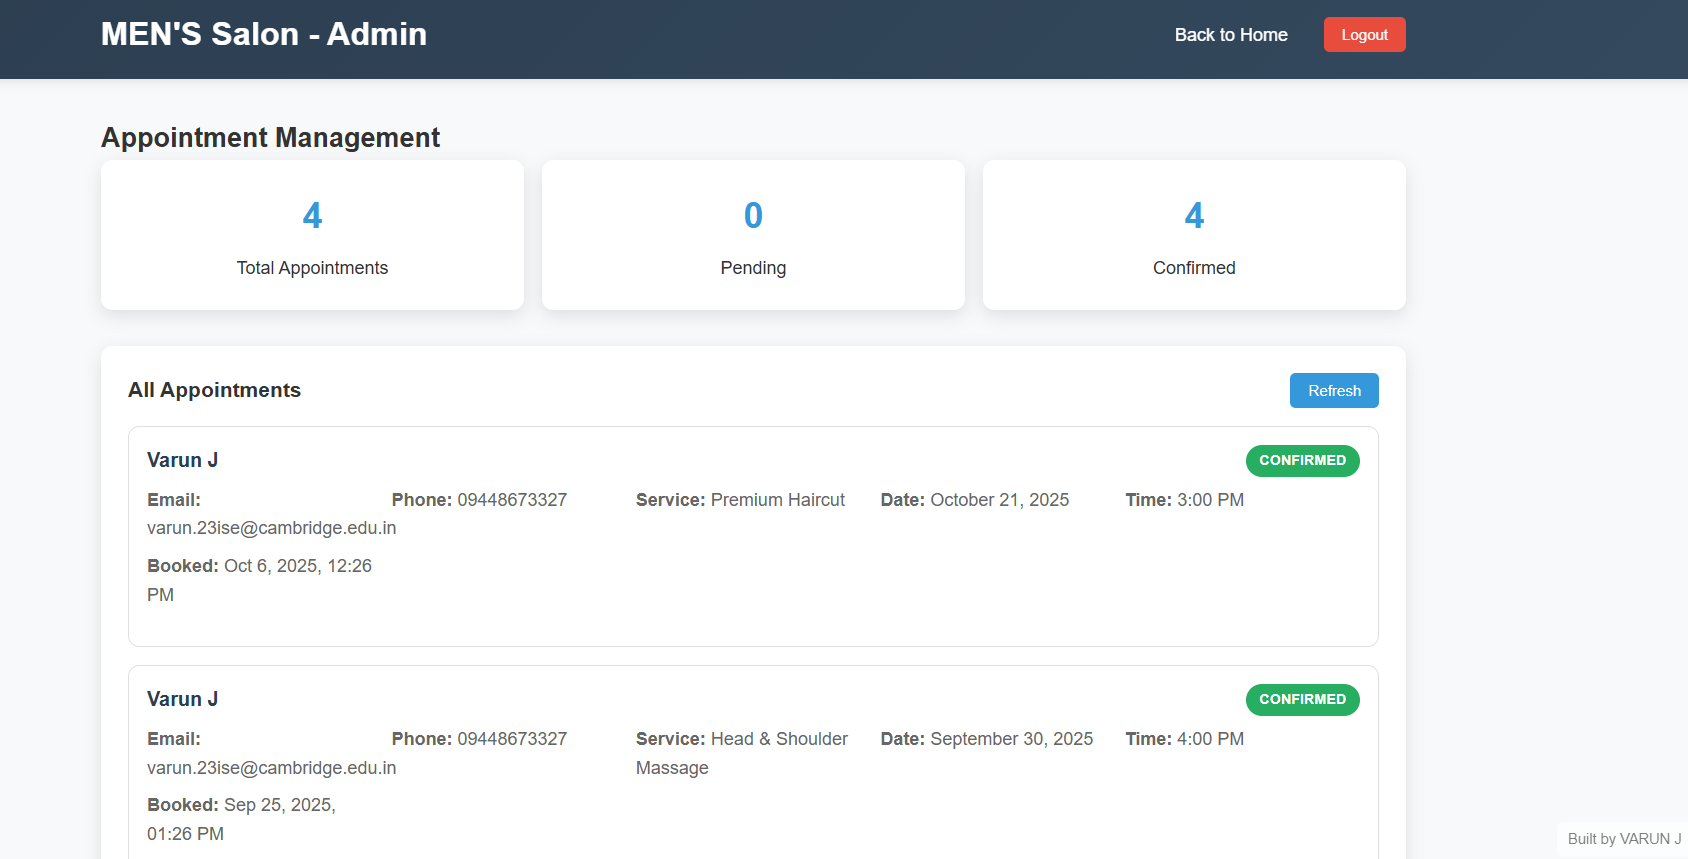 MEN'S Salon - Admin
Back to Home
Logout
Appointment Management
4
Total Appointments
0
Pending
4
Confirmed
All Appointments
Refresh
Varun J
CONFIRMED
Email:
varun.23ise@cambridge.edu.in
Phone: 09448673327
Service: Premium Haircut
Date: October 21, 2025
Time: 3:00 PM
Booked: Oct 6, 2025, 12:26
PM
Varun J
CONFIRMED
Email:
varun.23ise@cambridge.edu.in
Phone: 09448673327
Service: Head & Shoulder
Massage
Date: September 30, 2025
Time: 4:00 PM
Booked: Sep 25, 2025,
01:26 PM
Built by VARUN J